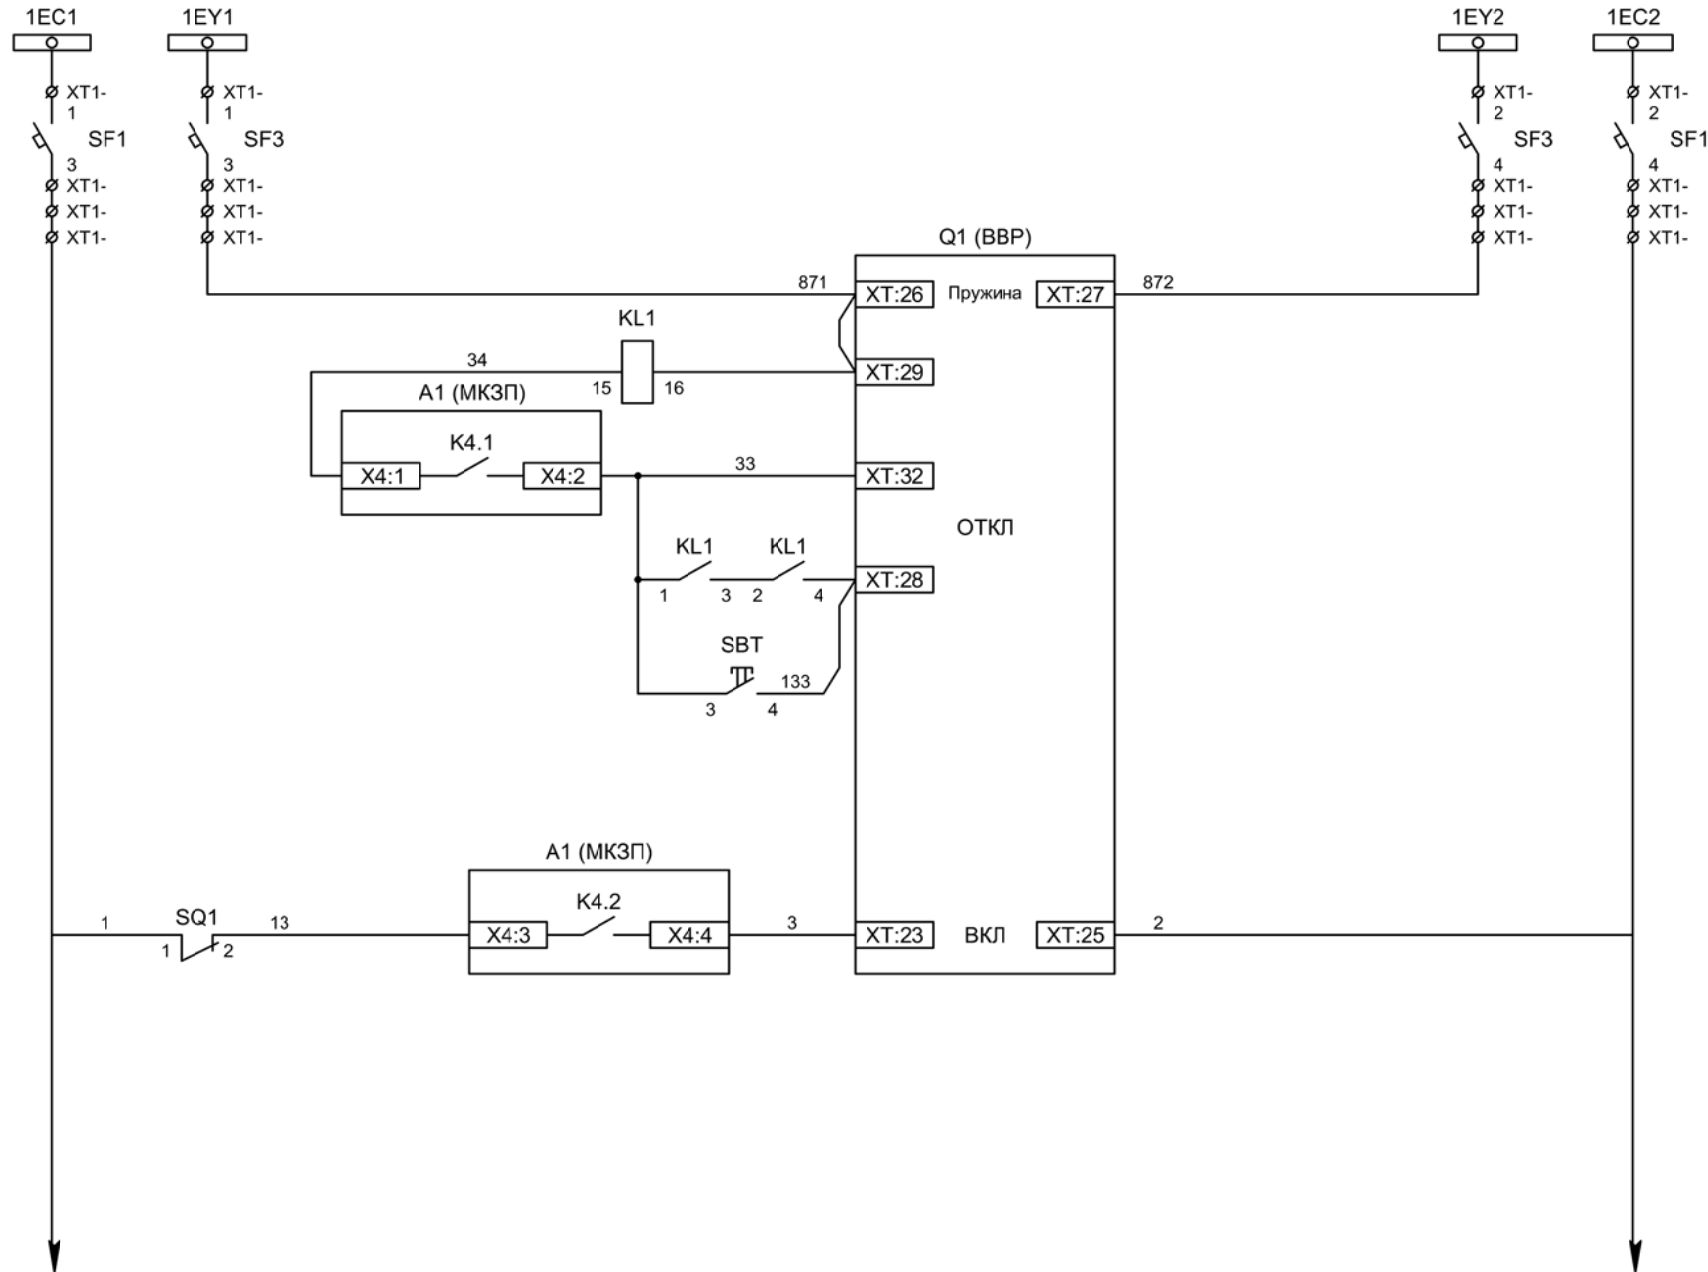 1EC1
1EY1
1EY2
1EC2
XT1-
XT1-
XT1-
XT1-
1
1
2
2
SF1
SF3
SF3
SF1
3
3
4
4
XT1-
XT1-
XT1-
XT1-
XT1-
XT1-
XT1-
XT1-
XT1-
XT1-
XT1-
XT1-
Q1 (ВВР)
871
XT:26
Пружина
XT:27
872
KL1
34
15
16
XT:29
А1 (МКЗП)
K4.1
X4:1
X4:2
33
XT:32
ОТКЛ
KL1
KL1
XT:28
1
3
2
4
SBT
133
3
4
А1 (МКЗП)
K4.2
1
SQ1
13
X4:3
X4:4
3
XT:23
ВКЛ
XT:25
2
1
2